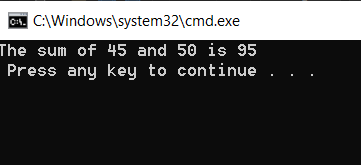 C:\Windows\system32\cmd.exe
The sum of 45 and 50 is 95
Press any key to continue . . .